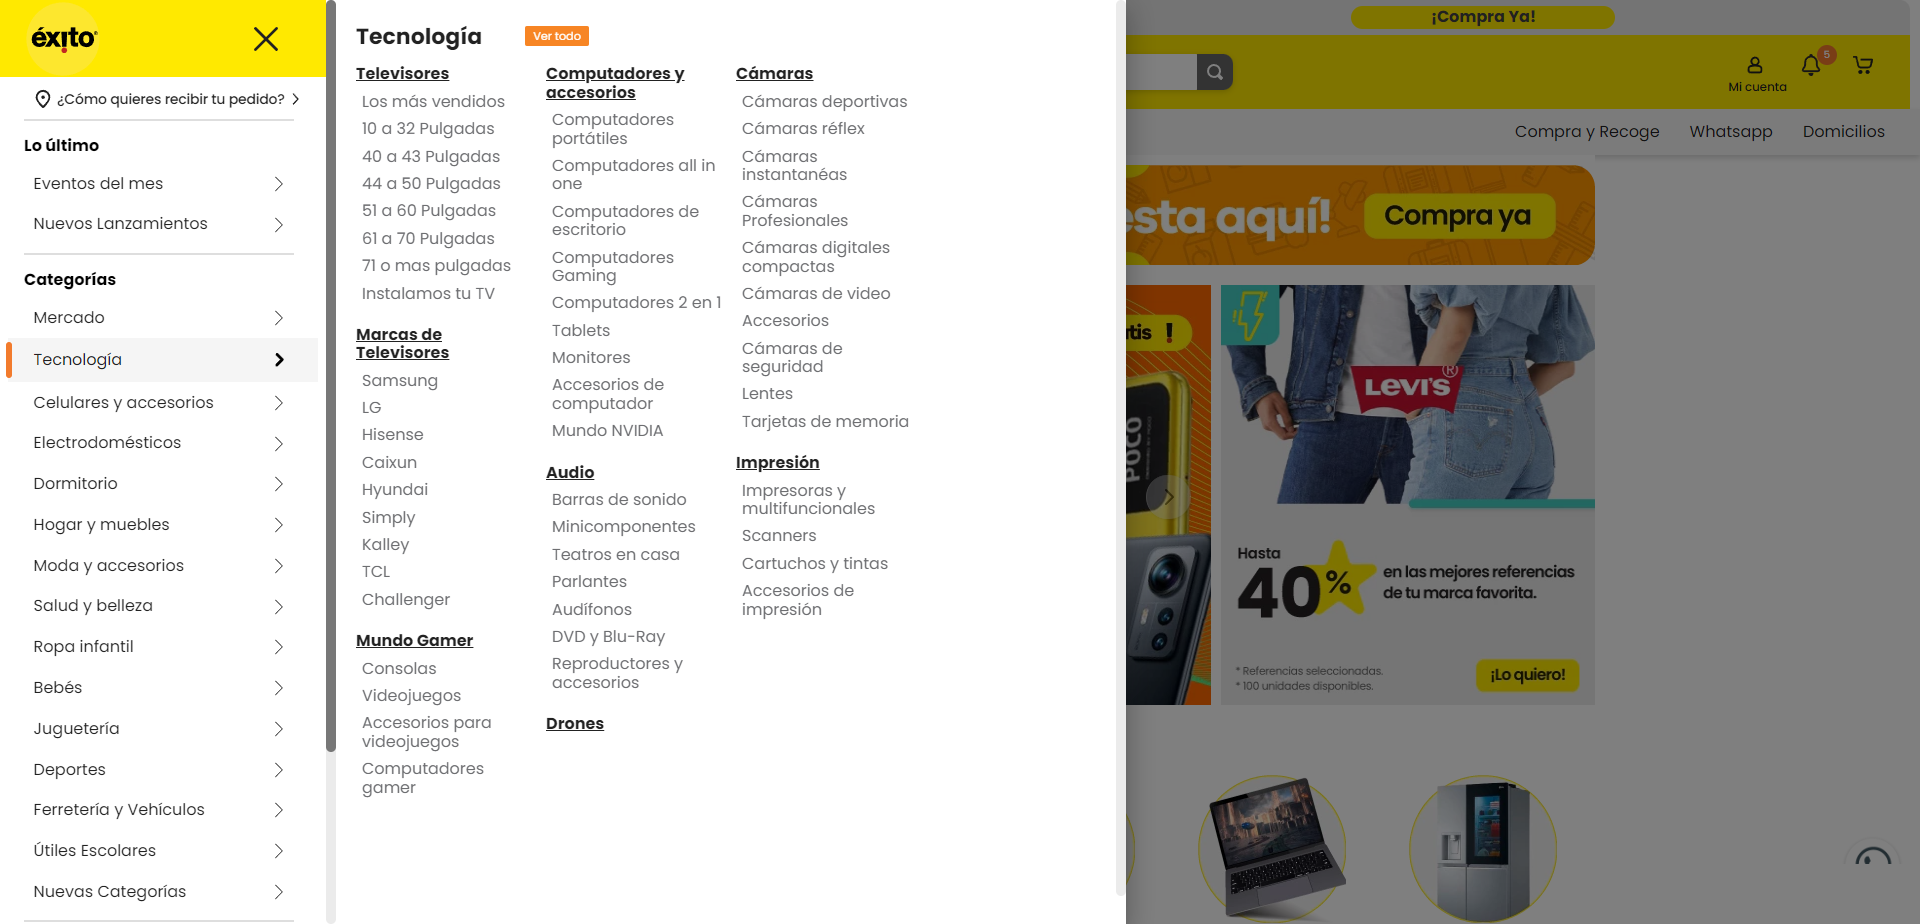 éxito
¿Cómo quieres recibir tu pedido?
Lo último
Eventos del mes
Nuevos Lanzamientos
Categorías
Mercado
Tecnología
Celulares y accesorios
Electrodomésticos
Dormitorio
Hogar y muebles
Moda y accesorios
Salud y belleza
Ropa infantil
Bebés
Juguetería
Deportes
Ferretería y Vehículos
Útiles Escolares
Nuevas Categorías
Tecnología
Ver todo
Televisores
Los más vendidos
10 a 32 Pulgadas
40 a 43 Pulgadas
44 a 50 Pulgadas
51 a 60 Pulgadas
61 a 70 Pulgadas
71 o mas pulgadas
Instalamos tu TV
Marcas de
Televisores
Samsung
LG
Hisense
Caixun
Hyundai
Simply
Kalley
TCL
Challenger
Mundo Gamer
Consolas
Videojuegos
Accesorios para
videojuegos
Computadores
gamer
Computadores y
accesorios
Computadores
portátiles
Computadores all in
one
Computadores de
escritorio
Computadores
Gaming
Computadores 2 en 1
Tablets
Monitores
Accesorios de
computador
Mundo NVIDIA
Audio
Barras de sonido
Minicomponentes
Teatros en casa
Parlantes
Audífonos
DVD y Blu-Ray
Reproductores y
accesorios
Drones
Cámaras
Cámaras deportivas
Cámaras réflex
Cámaras
instantanéas
Cámaras
Profesionales
Cámaras digitales
compactas
Cámaras de video
Accesorios
Cámaras de
seguridad
Lentes
Tarjetas de memoria
Impresión
Impresoras y
multifuncionales
Scanners
Cartuchos y tintas
Accesorios de
impresión
¡Compra Ya!
5
Mi cuenta
Compra y Recoge
Whatsapp
Domicilios
esta aquí!
Compra ya
tis !
POCO
LEVI'S®
Hasta
40%
en las mejores referencias
de tu marca favorita.
* Referencias seleccionadas.
* 100 unidades disponibles.
¡Lo quiero!